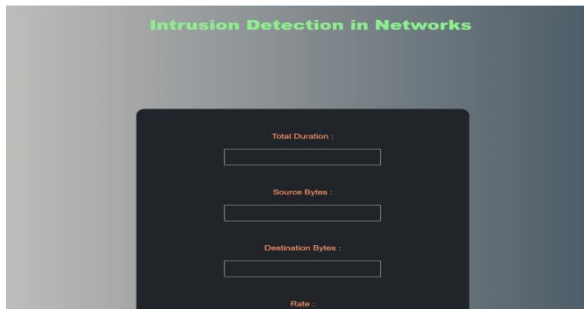 Intrusion Detection in Networks
Total Duration :
Source Bytes :
Destination Bytes :
Rate :